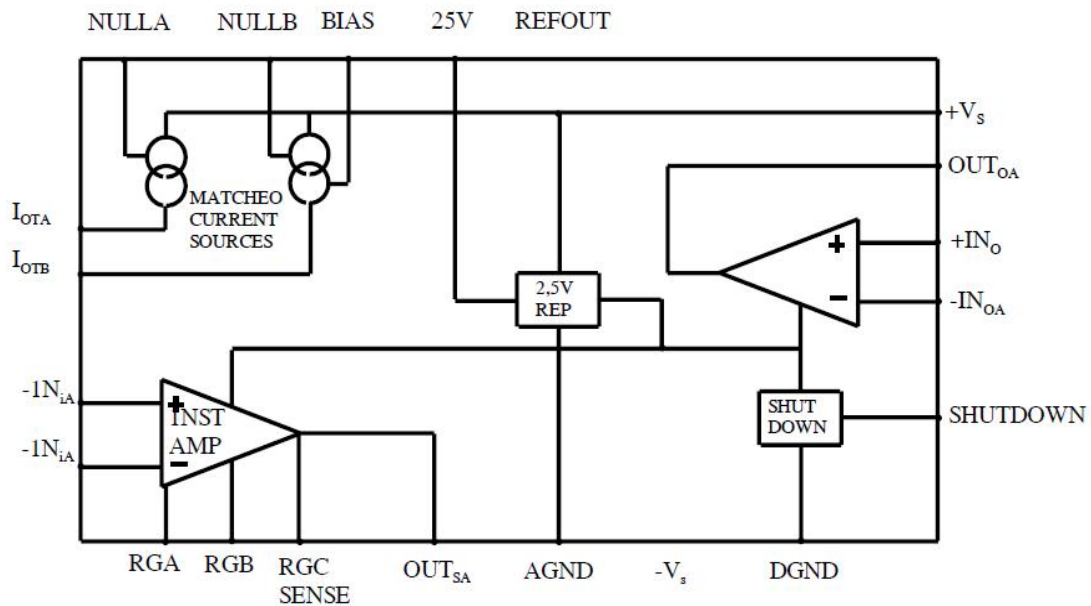 NULLA NULLB BIAS 25V REFOUT
+Vs
OUTOA
MATCHEO
CURRENT
SOURCES
IOTA
IOTB
+
+INO
2,5V
REP
−
-INOA
-1NiA
+
INST
AMP
SHUT
DOWN
SHUTDOWN
-1NiA
−
RGA RGB RGC
SENSE
OUTSA AGND -Vs DGND